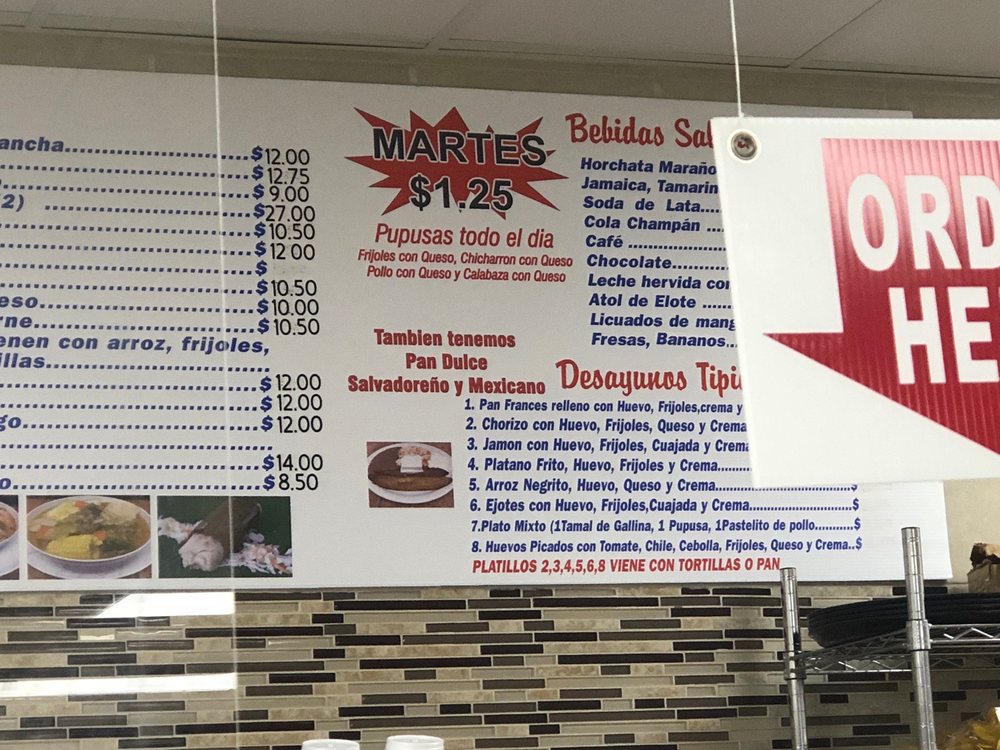 ancha..............................$12.00
$12.75
$9.00
2) ..............................$27.00
$10.50
$12 00
$
$10.50
eso..............................$10.00
rne..............................$10.50
enen con arroz, frijoles,
illas..............................
$12.00
$12.00
go..............................$12.00
$14.00
o..............................$8.50
MARTES
$1.25
Pupusas todo el dia
Frijoles con Queso, Chicharron con Queso
Pollo con Queso y Calabaza con Queso
Tambien tenemos
Pan Dulce
Salvadoreño y Mexicano
Bebidas Sal
Horchata Maraño
Jamaica, Tamarin
Soda de Lata....
Cola Champán ...
Café ..............
Chocolate........
Leche hervida con
Atol de Elote .....
Licuados de mang
Fresas, Bananos..
Desayunos Tipi
1. Pan Frances relleno con Huevo, Frijoles,crema y
2. Chorizo con Huevo, Frijoles, Queso y Crema
3. Jamon con Huevo, Frijoles, Cuajada y Crema
4. Platano Frito, Huevo, Frijoles y Crema.........
5. Arroz Negrito, Huevo, Queso y Crema..............................$
6. Ejotes con Huevo, Frijoles,Cuajada y Crema......................$
7.Plato Mixto (1Tamal de Gallina, 1 Pupusa, 1Pastelito de pollo..........$
8. Huevos Picados con Tomate, Chile, Cebolla, Frijoles, Queso y Crema..$
PLATILLOS 2,3,4,5,6,8 VIENE CON TORTILLAS O PAN
ORD
HE